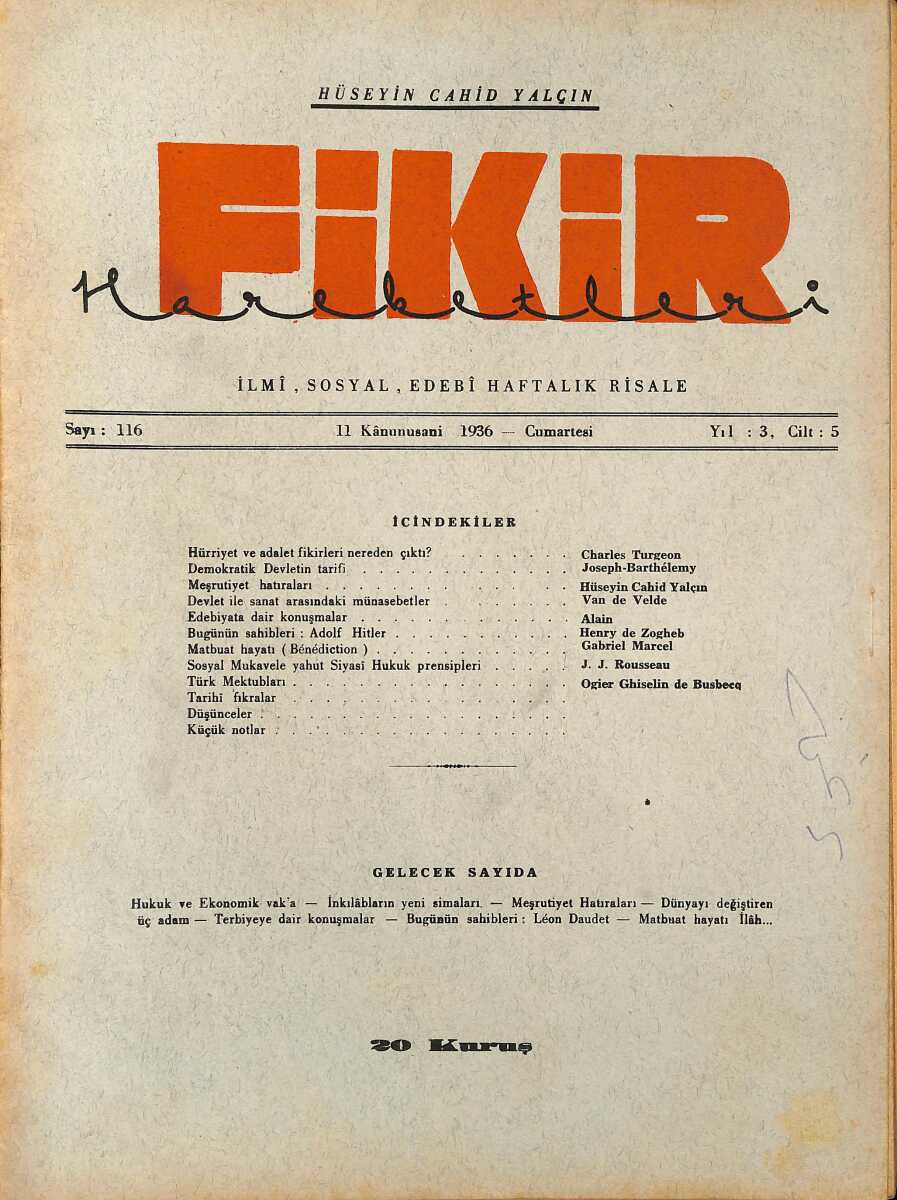 HÜSEYİN CAHİD YALÇIN
FİKİR
Hareketleri
İLMÎ, SOSYAL, EDEBÎ HAFTALIK RİSALE
Sayı : 116 11 Kânunusani 1936 — Cumartesi Yıl : 3, Cilt : 5
İCİNDEKİLER
Hürriyet ve adalet fikirleri nereden çıktı? . . . . . . . Charles Turgeon
Demokratik Devletin tarifi . . . . . . . . . . . . Joseph-Barthélemy
Meşrutiyet hatıraları . . . . . . . . . . . . . . Hüseyin Cahid Yalçın
Devlet ile sanat arasındaki münasebetler . . . . . . . Van de Velde
Edebiyata dair konuşmalar . . . . . . . . . . . . Alain
Bugünün sahibleri : Adolf Hitler . . . . . . . . . . Henry de Zogheb
Matbuat hayatı ( Bénédiction ) . . . . . . . . . . . Gabriel Marcel
Sosyal Mukavele yahut Siyasî Hukuk prensipleri . . . . . J. J. Rousseau
Türk Mektubları . . . . . . . . . . . . . . . . Ogier Ghiselin de Busbecq
Tarihî fıkralar . . . . . . . . . . . . . . . .
Düşünceler . . . . . . . . . . . . . . . . . .
Küçük notlar . . . . . . . . . . . . . . . . .
GELECEK SAYIDA
Hukuk ve Ekonomik vak'a — İnkılâbların yeni simaları. — Meşrutiyet Hatıraları — Dünyayı değiştiren
üç adam — Terbiyeye dair konuşmalar — Bugünün sahibleri : Léon Daudet — Matbuat hayatı İlâh...
20 Kuruş